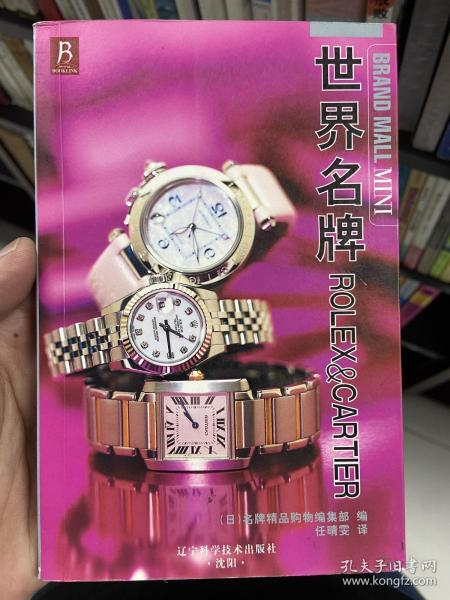 B
BOOKLINK
BRAND MALL MINI
世界名牌
ROLEX&CARTIER
(日)名牌精品购物编集部 编
任晴雯 译
辽宁科学技术出版社
·沈阳·
孔夫子旧书网
kongfz.com